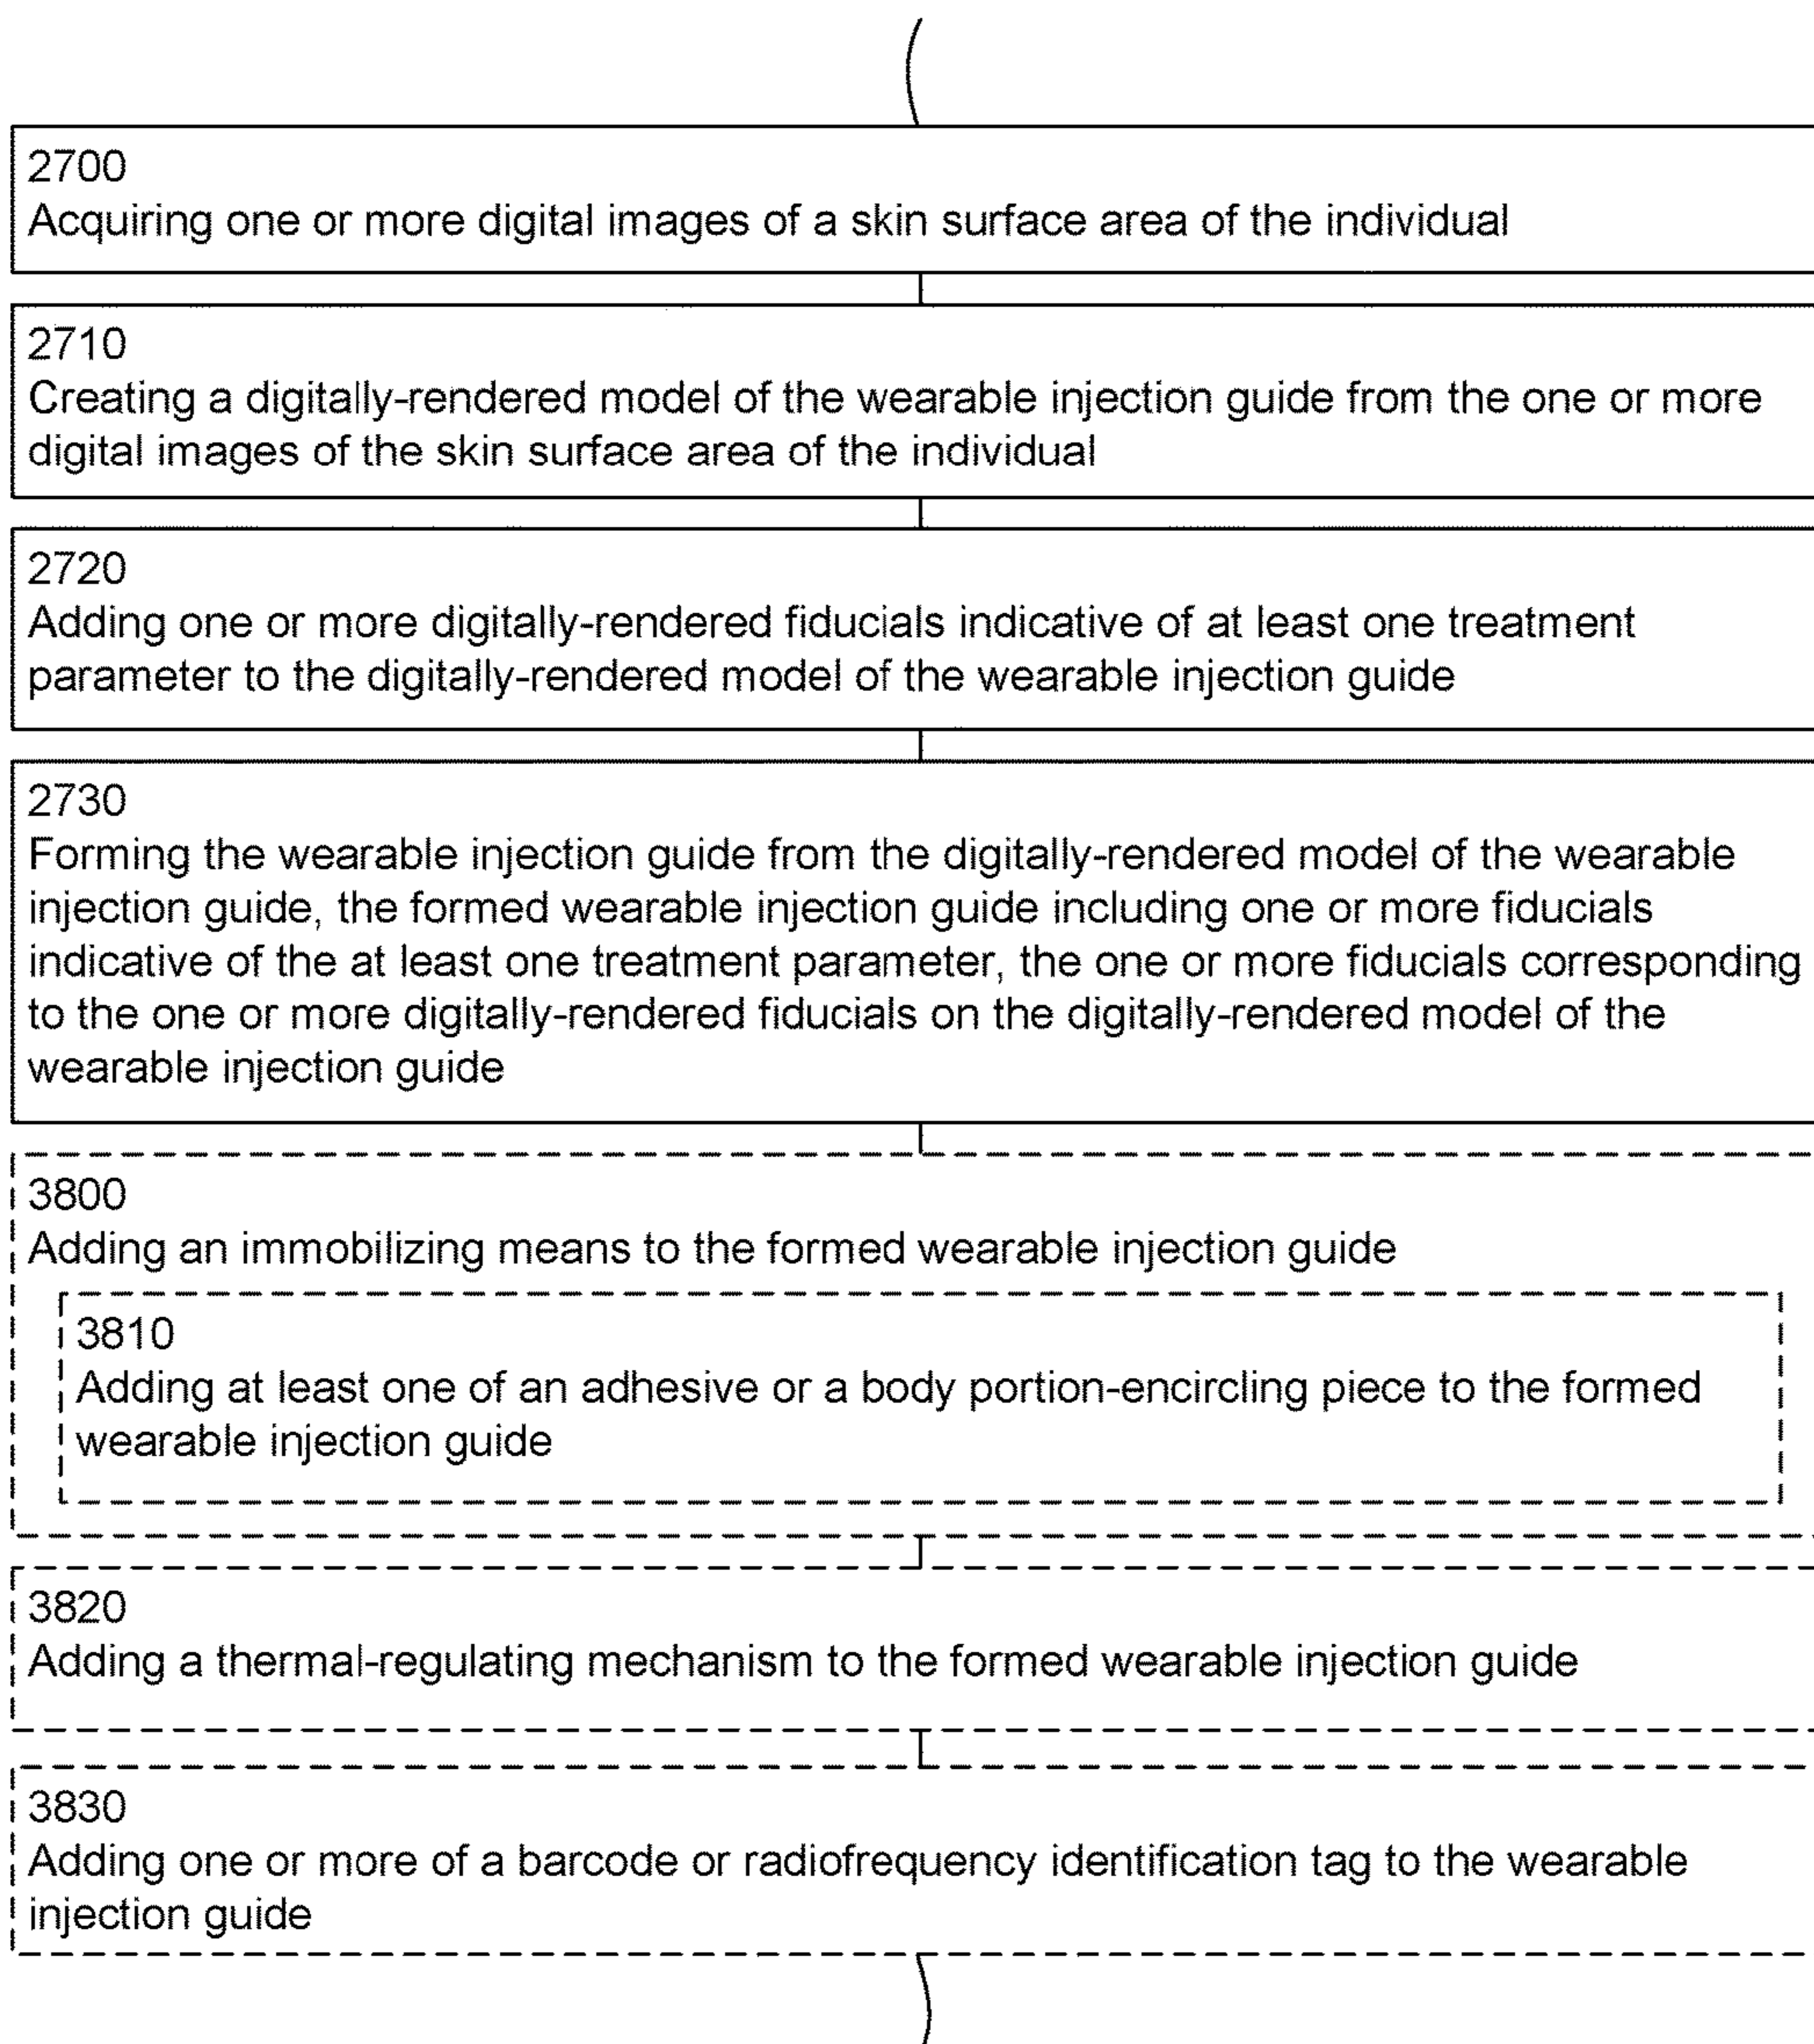 2700
Acquiring one or more digital images of a skin surface area of the individual
2710
Creating a digitally-rendered model of the wearable injection guide from the one or more
digital images of the skin surface area of the individual
2720
Adding one or more digitally-rendered fiducials indicative of at least one treatment
parameter to the digitally-rendered model of the wearable injection guide
2730
Forming the wearable injection guide from the digitally-rendered model of the wearable
injection guide, the formed wearable injection guide including one or more fiducials
indicative of the at least one treatment parameter, the one or more fiducials corresponding
to the one or more digitally-rendered fiducials on the digitally-rendered model of the
wearable injection guide
3800
Adding an immobilizing means to the formed wearable injection guide
3810
Adding at least one of an adhesive or a body portion-encircling piece to the formed
wearable injection guide
3820
Adding a thermal-regulating mechanism to the formed wearable injection guide
3830
Adding one or more of a barcode or radiofrequency identification tag to the wearable
injection guide